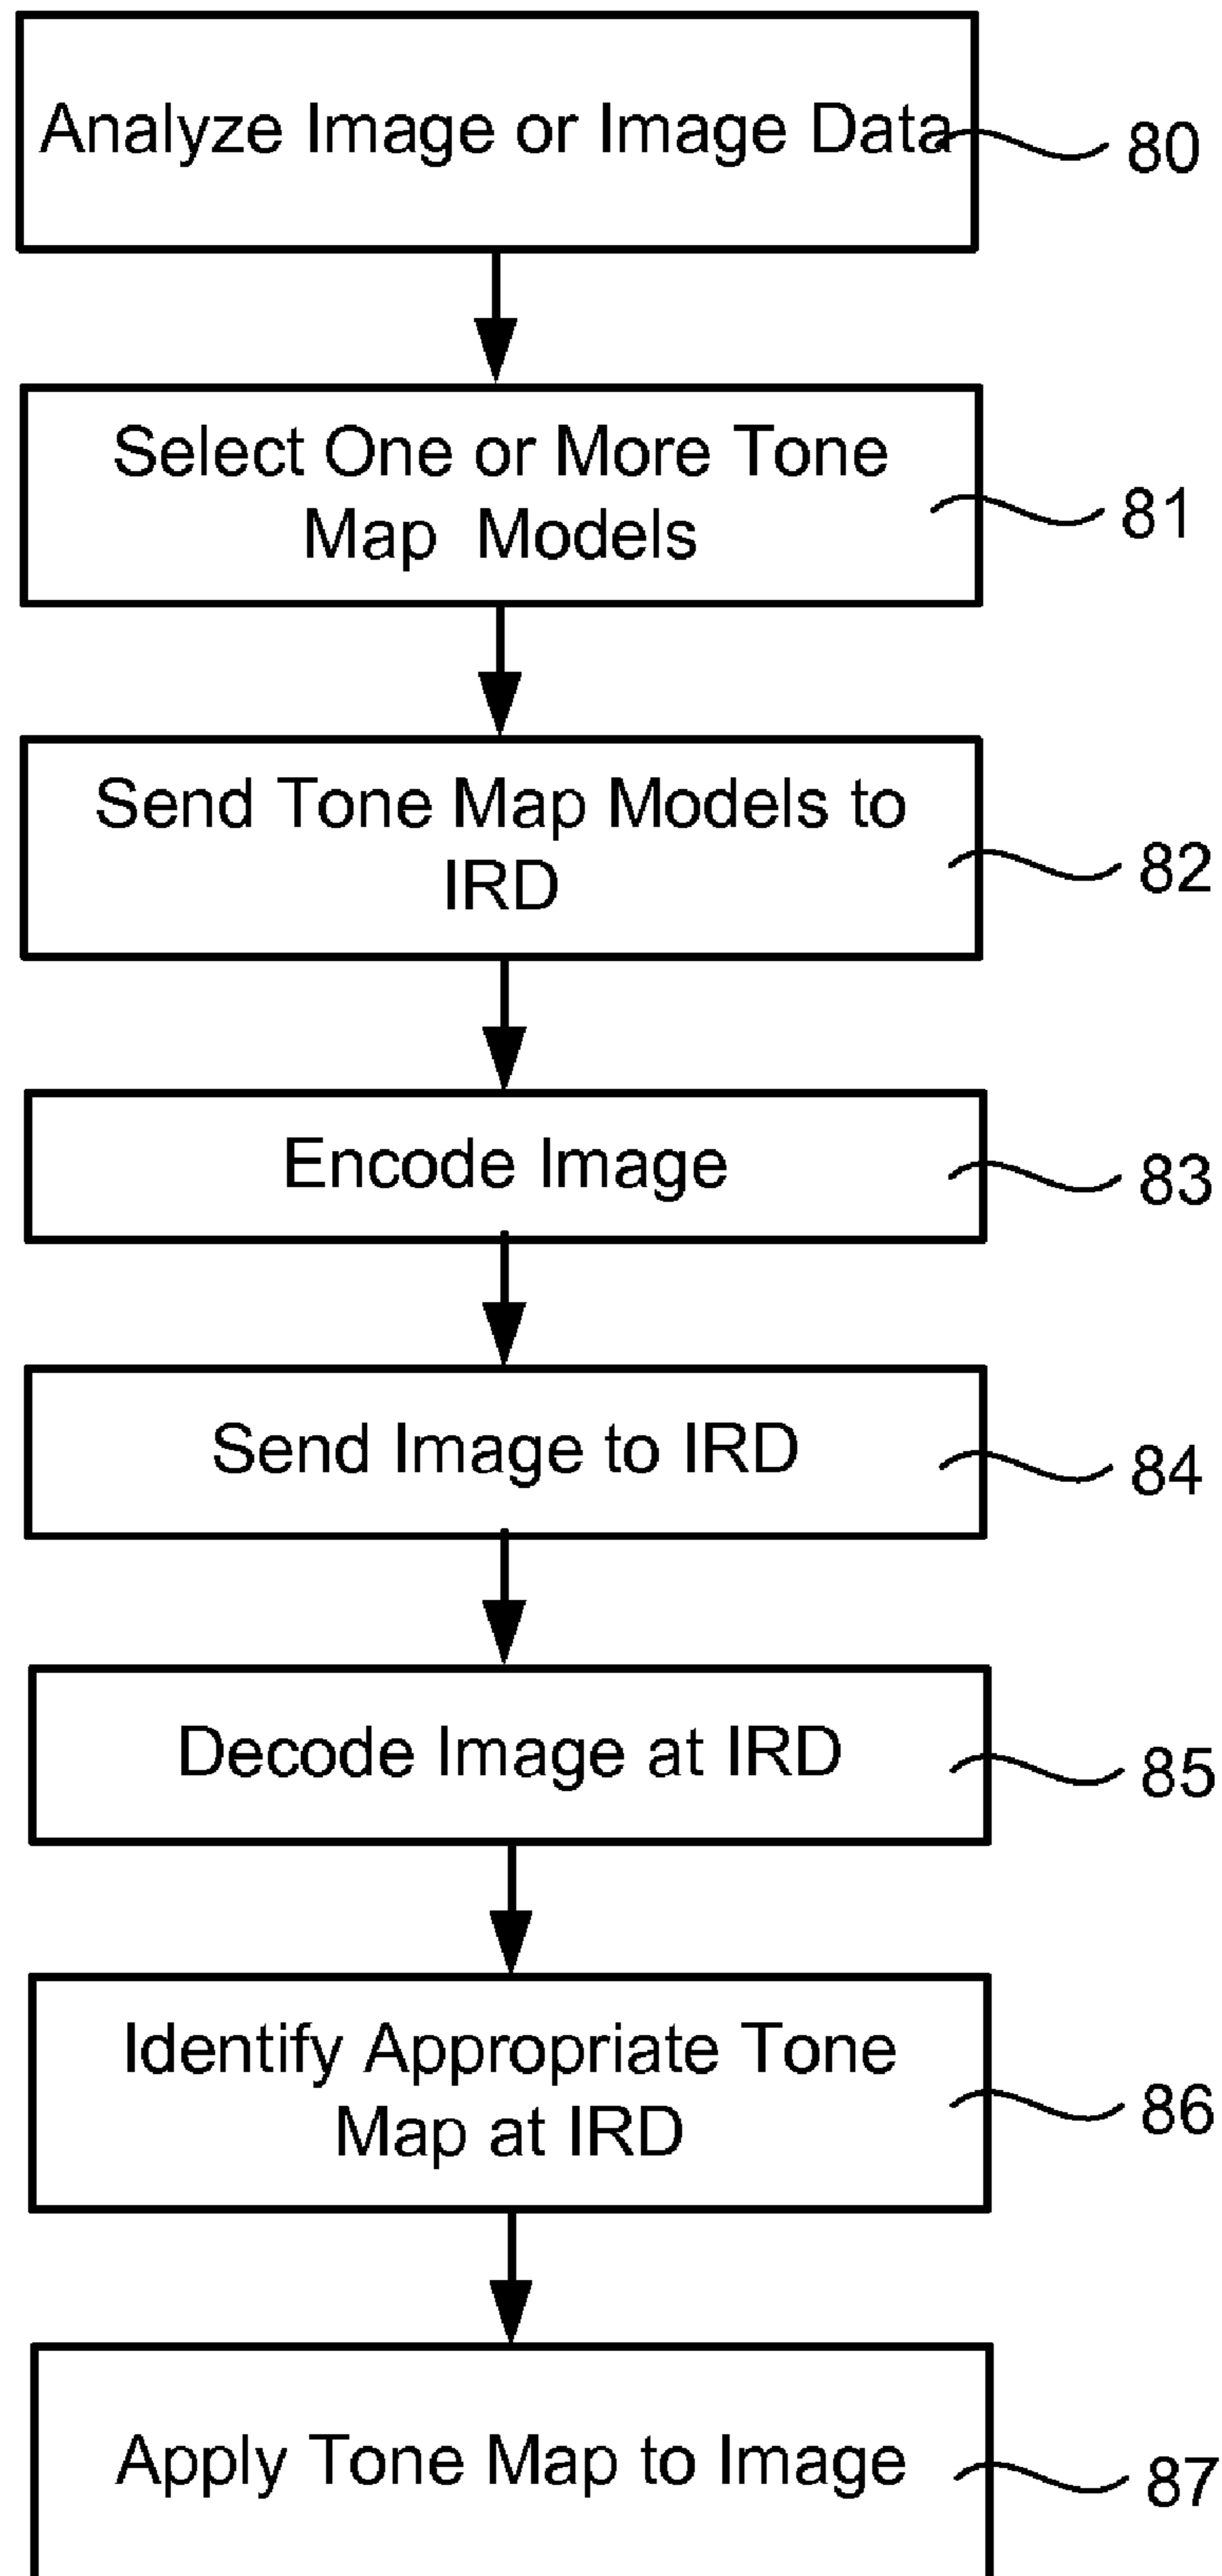 Analyze Image or Image Data
80
Select One or More Tone
Map Models
81
Send Tone Map Models to
IRD
82
Encode Image
83
Send Image to IRD
84
Decode Image at IRD
85
Identify Appropriate Tone
Map at IRD
86
Apply Tone Map to Image
87